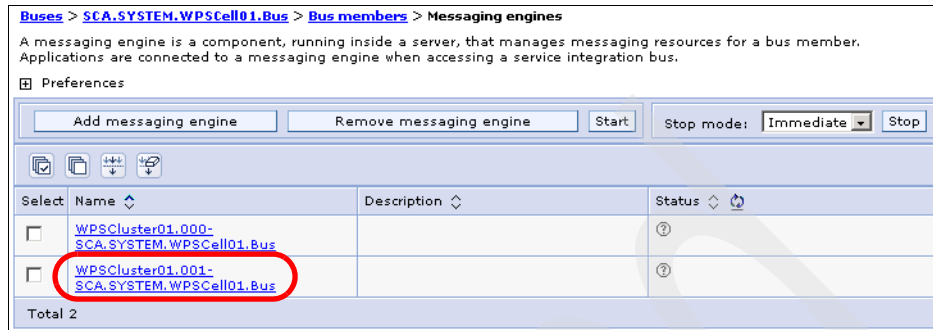 Buses > SCA.SYSTEM.WPSCell01.Bus > Bus members > Messaging engines
A messaging engine is a component, running inside a server, that manages messaging resources for a bus member.
Applications are connected to a messaging engine when accessing a service integration bus.
Preferences
Add messaging engine Remove messaging engine Start Stop mode: Immediate Stop
Select Name Description Status
WPSCluster01.000-
SCA.SYSTEM.WPSCell01.Bus
WPSCluster01.001-
SCA.SYSTEM.WPSCell01.Bus
Total 2